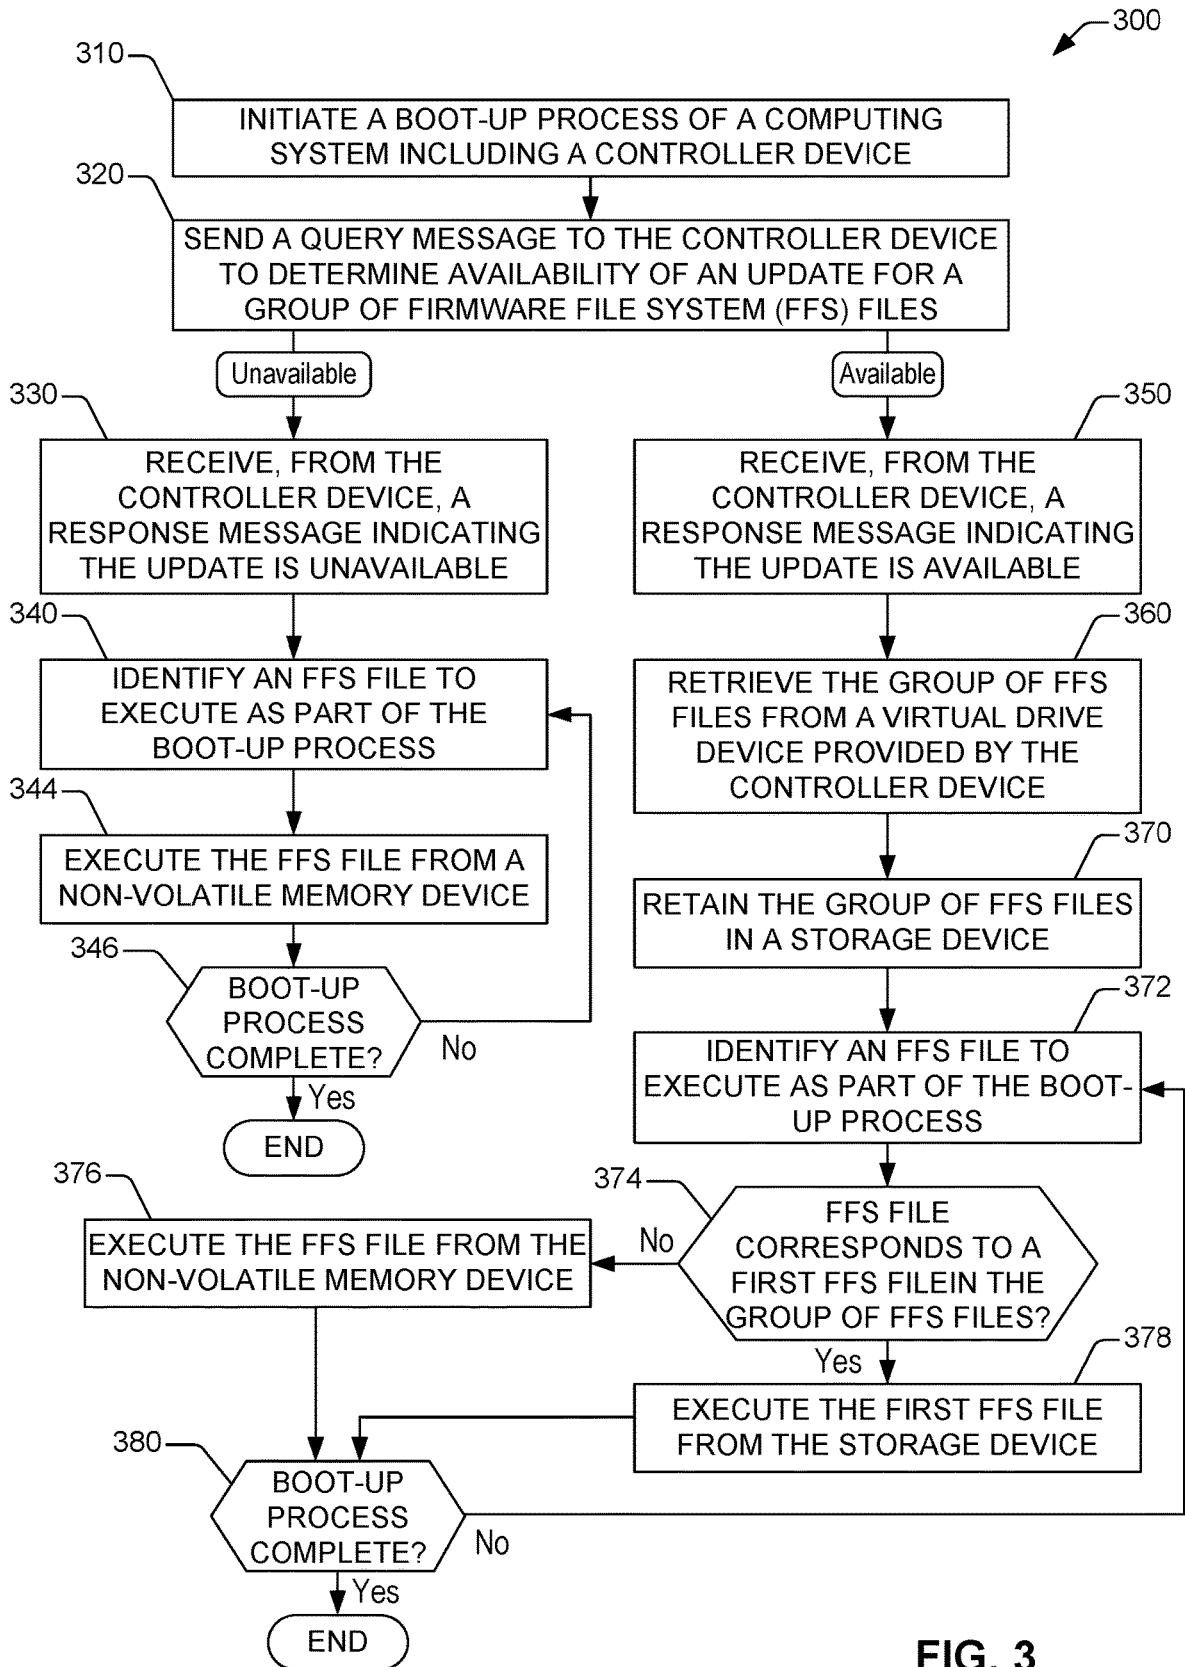 300
310
INITIATE A BOOT-UP PROCESS OF A COMPUTING
SYSTEM INCLUDING A CONTROLLER DEVICE
320
SEND A QUERY MESSAGE TO THE CONTROLLER DEVICE
TO DETERMINE AVAILABILITY OF AN UPDATE FOR A
GROUP OF FIRMWARE FILE SYSTEM (FFS) FILES
Unavailable
Available
330
RECEIVE, FROM THE
CONTROLLER DEVICE, A
RESPONSE MESSAGE INDICATING
THE UPDATE IS UNAVAILABLE
340
IDENTIFY AN FFS FILE TO
EXECUTE AS PART OF THE
BOOT-UP PROCESS
344
EXECUTE THE FFS FILE FROM A
NON-VOLATILE MEMORY DEVICE
346
BOOT-UP
PROCESS
COMPLETE?
No
Yes
END
350
RECEIVE, FROM THE
CONTROLLER DEVICE, A
RESPONSE MESSAGE INDICATING
THE UPDATE IS AVAILABLE
360
RETRIEVE THE GROUP OF FFS
FILES FROM A VIRTUAL DRIVE
DEVICE PROVIDED BY THE
CONTROLLER DEVICE
370
RETAIN THE GROUP OF FFS FILES
IN A STORAGE DEVICE
372
IDENTIFY AN FFS FILE TO
EXECUTE AS PART OF THE BOOT-
UP PROCESS
374
FFS FILE
CORRESPONDS TO A
FIRST FFS FILEIN THE
GROUP OF FFS FILES?
No
Yes
376
EXECUTE THE FFS FILE FROM THE
NON-VOLATILE MEMORY DEVICE
378
EXECUTE THE FIRST FFS FILE
FROM THE STORAGE DEVICE
380
BOOT-UP
PROCESS
COMPLETE?
No
Yes
END
FIG. 3